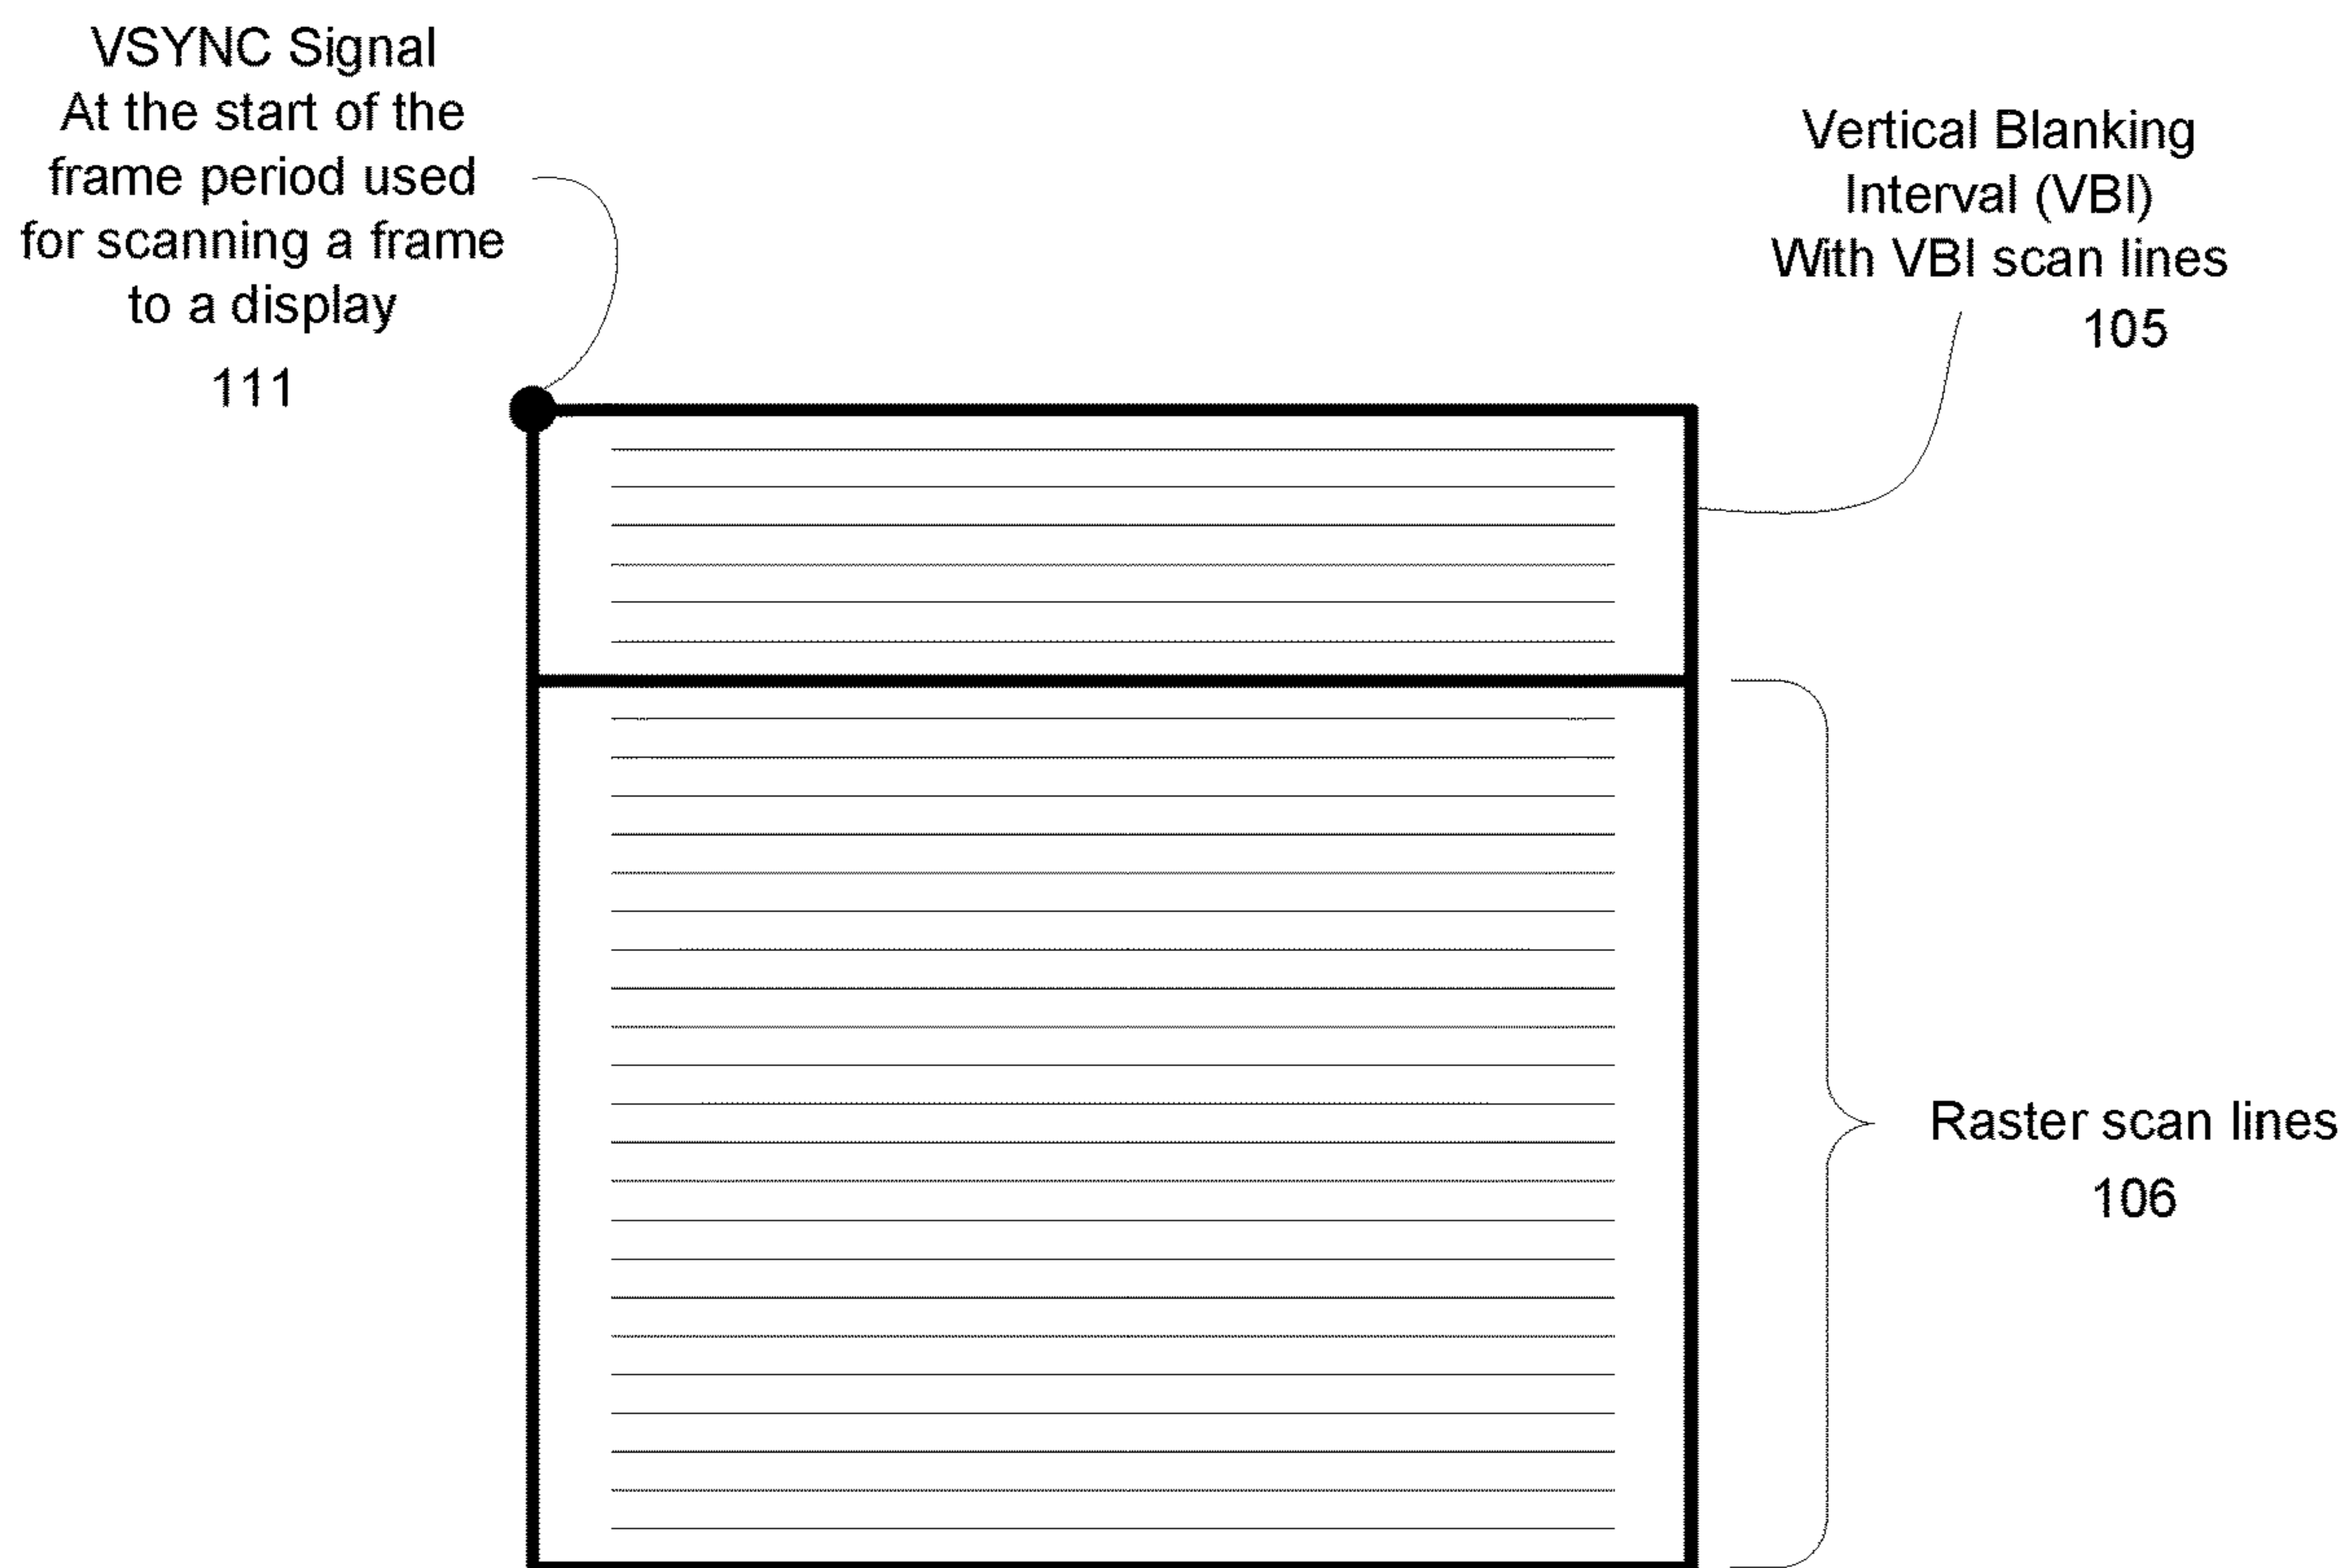 VSYNC Signal
At the start of the
frame period used
for scanning a frame
to a display
111
Vertical Blanking
Interval (VBI)
With VBI scan lines
105
Raster scan lines
106